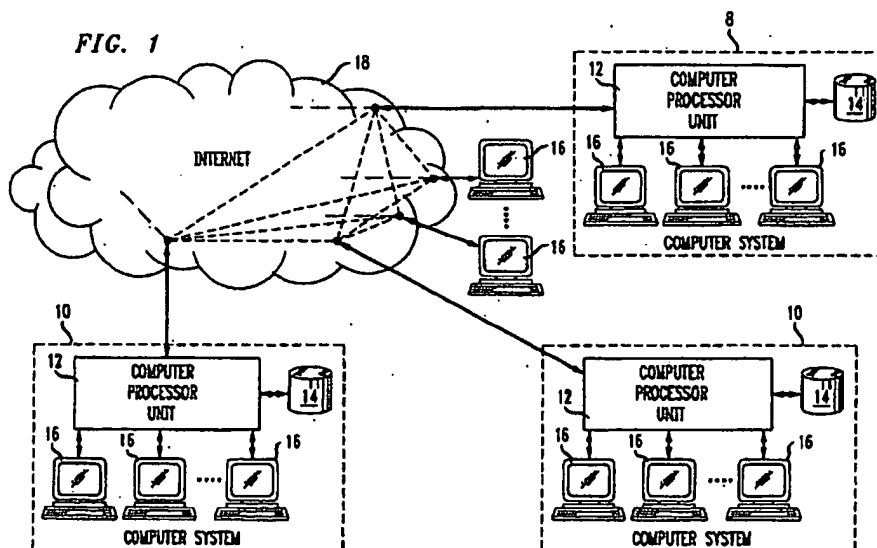 FIG. 1
18
INTERNET
16
16
8
12
COMPUTER
PROCESSOR
UNIT
14
16
16
16
COMPUTER SYSTEM
10
12
COMPUTER
PROCESSOR
UNIT
14
16
16
16
COMPUTER SYSTEM
10
12
COMPUTER
PROCESSOR
UNIT
14
16
16
16
COMPUTER SYSTEM